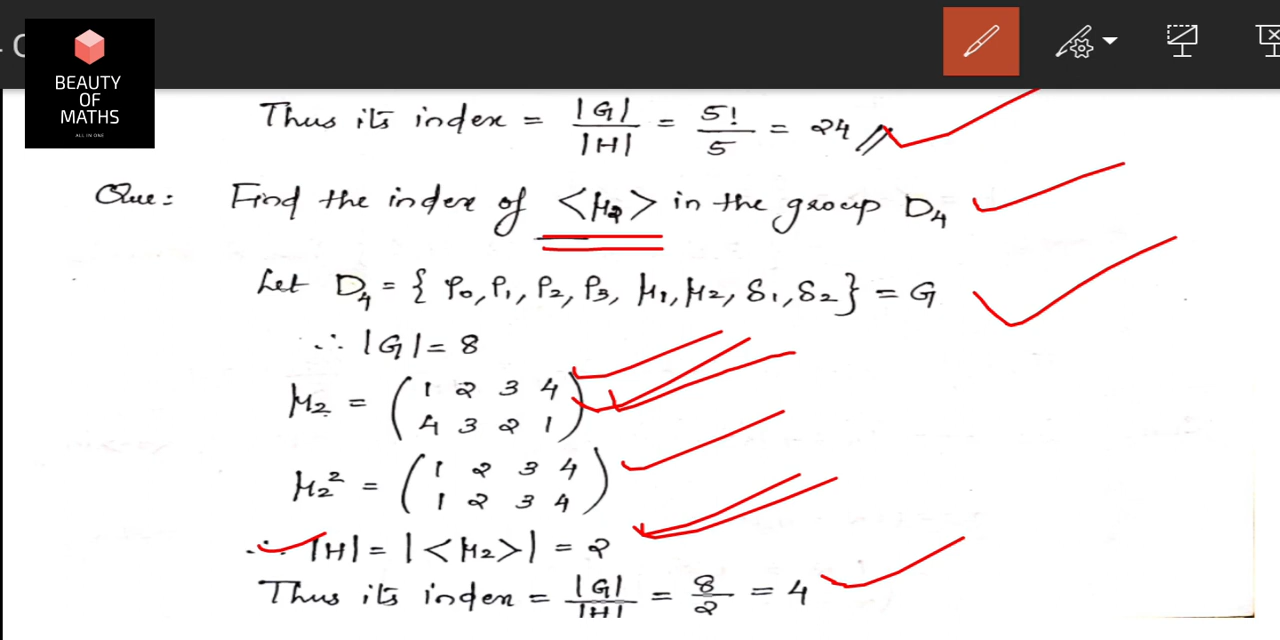 BEAUTY
OF
MATHS
ALL IN ONE
Thus its index = |G|/|H| = 5!/5 = 24 //
Que: Find the index of <μ₂> in the group D₄
Let D₄ = { ρ₀, ρ₁, ρ₂, ρ₃, μ₁, μ₂, δ₁, δ₂ } = G
∴ |G| = 8
μ₂ = ( 1 2 3 4
4 3 2 1 )
μ₂² = ( 1 2 3 4
1 2 3 4 )
∴ |H| = |<μ₂>| = 2
Thus its index = |G|/|H| = 8/2 = 4